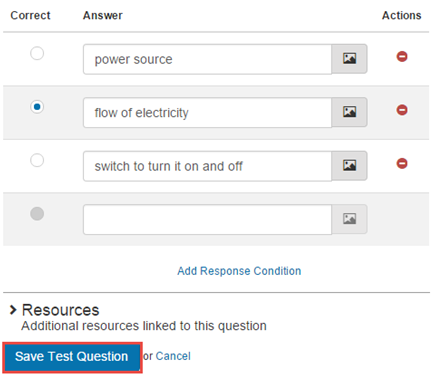 Correct Answer Actions
power source
flow of electricity
switch to turn it on and off
Add Response Condition
Resources
Additional resources linked to this question
Save Test Question or Cancel